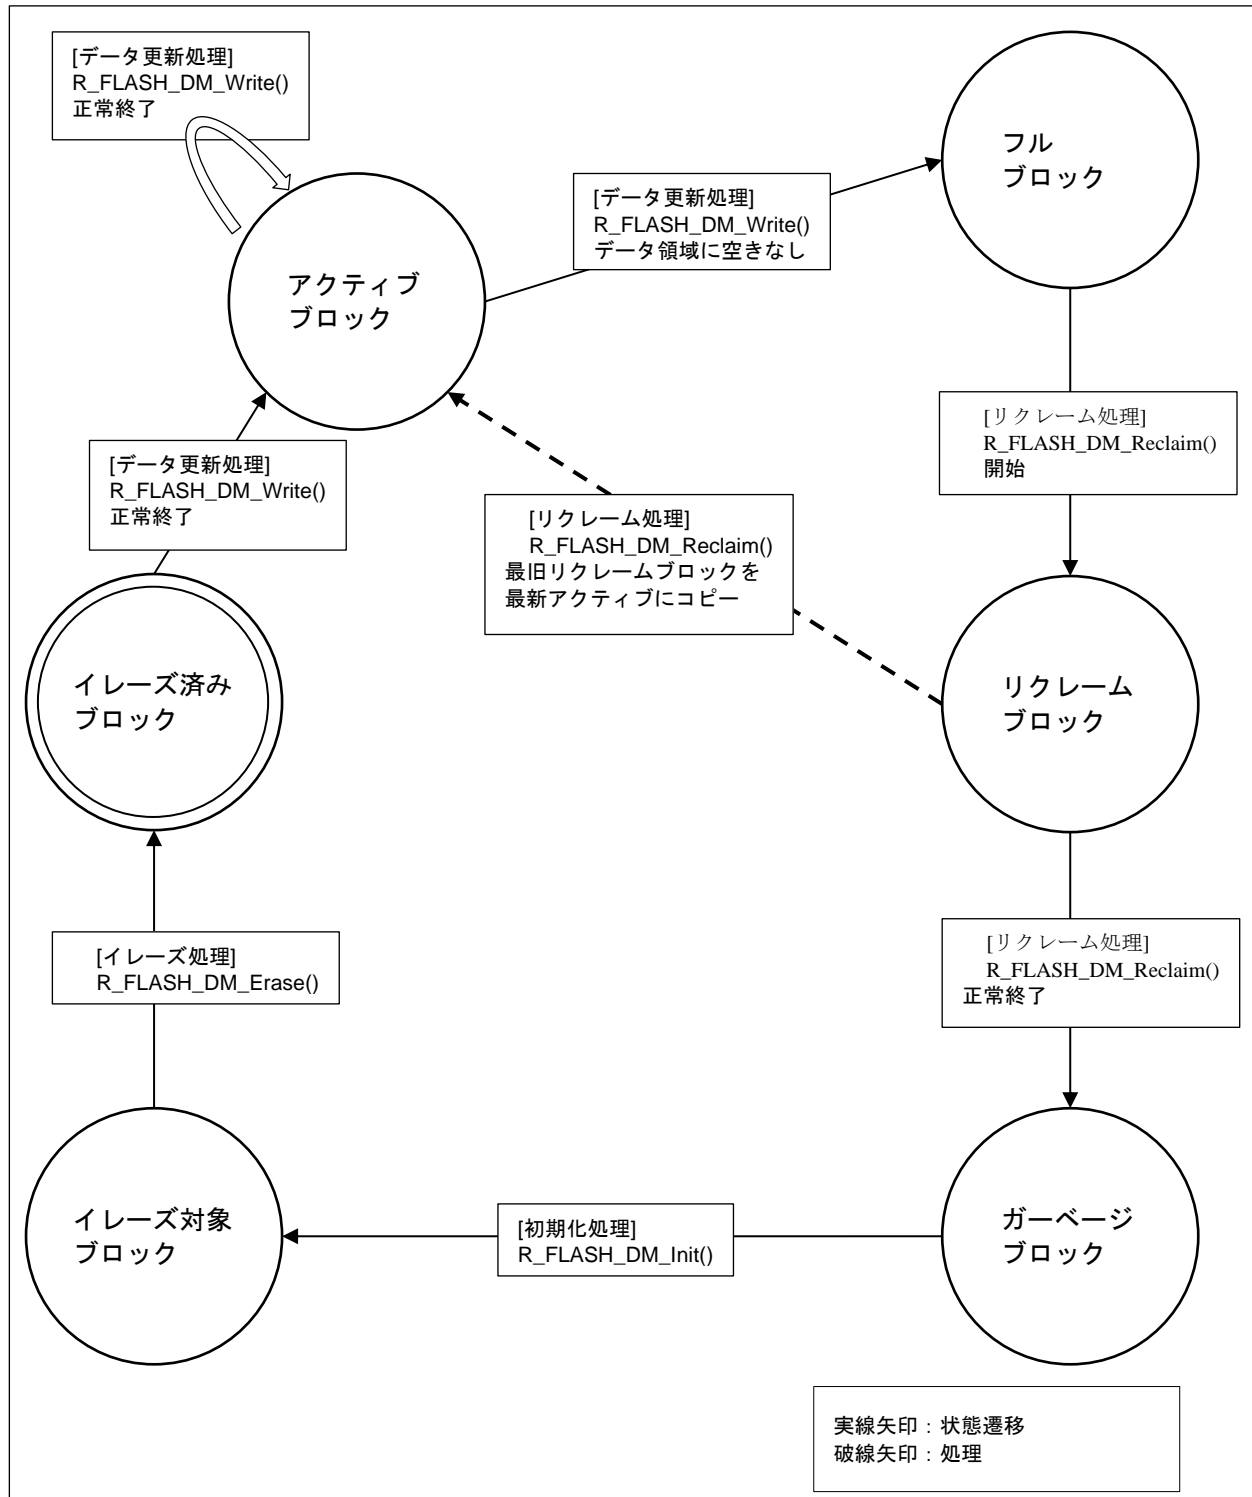 [データ更新処理]
R_FLASH_DM_Write()
正常終了
フル
ブロック
[データ更新処理]
R_FLASH_DM_Write()
データ領域に空きなし
アクティブ
ブロック
[リクレーム処理]
R_FLASH_DM_Reclaim()
開始
[データ更新処理]
R_FLASH_DM_Write()
正常終了
[リクレーム処理]
R_FLASH_DM_Reclaim()
最旧リクレームブロックを
最新アクティブにコピー
イレーズ済み
ブロック
リクレーム
ブロック
[イレーズ処理]
R_FLASH_DM_Erase()
[リクレーム処理]
R_FLASH_DM_Reclaim()
正常終了
イレーズ対象
ブロック
[初期化処理]
R_FLASH_DM_Init()
ガーベージ
ブロック
実線矢印：状態遷移
破線矢印：処理